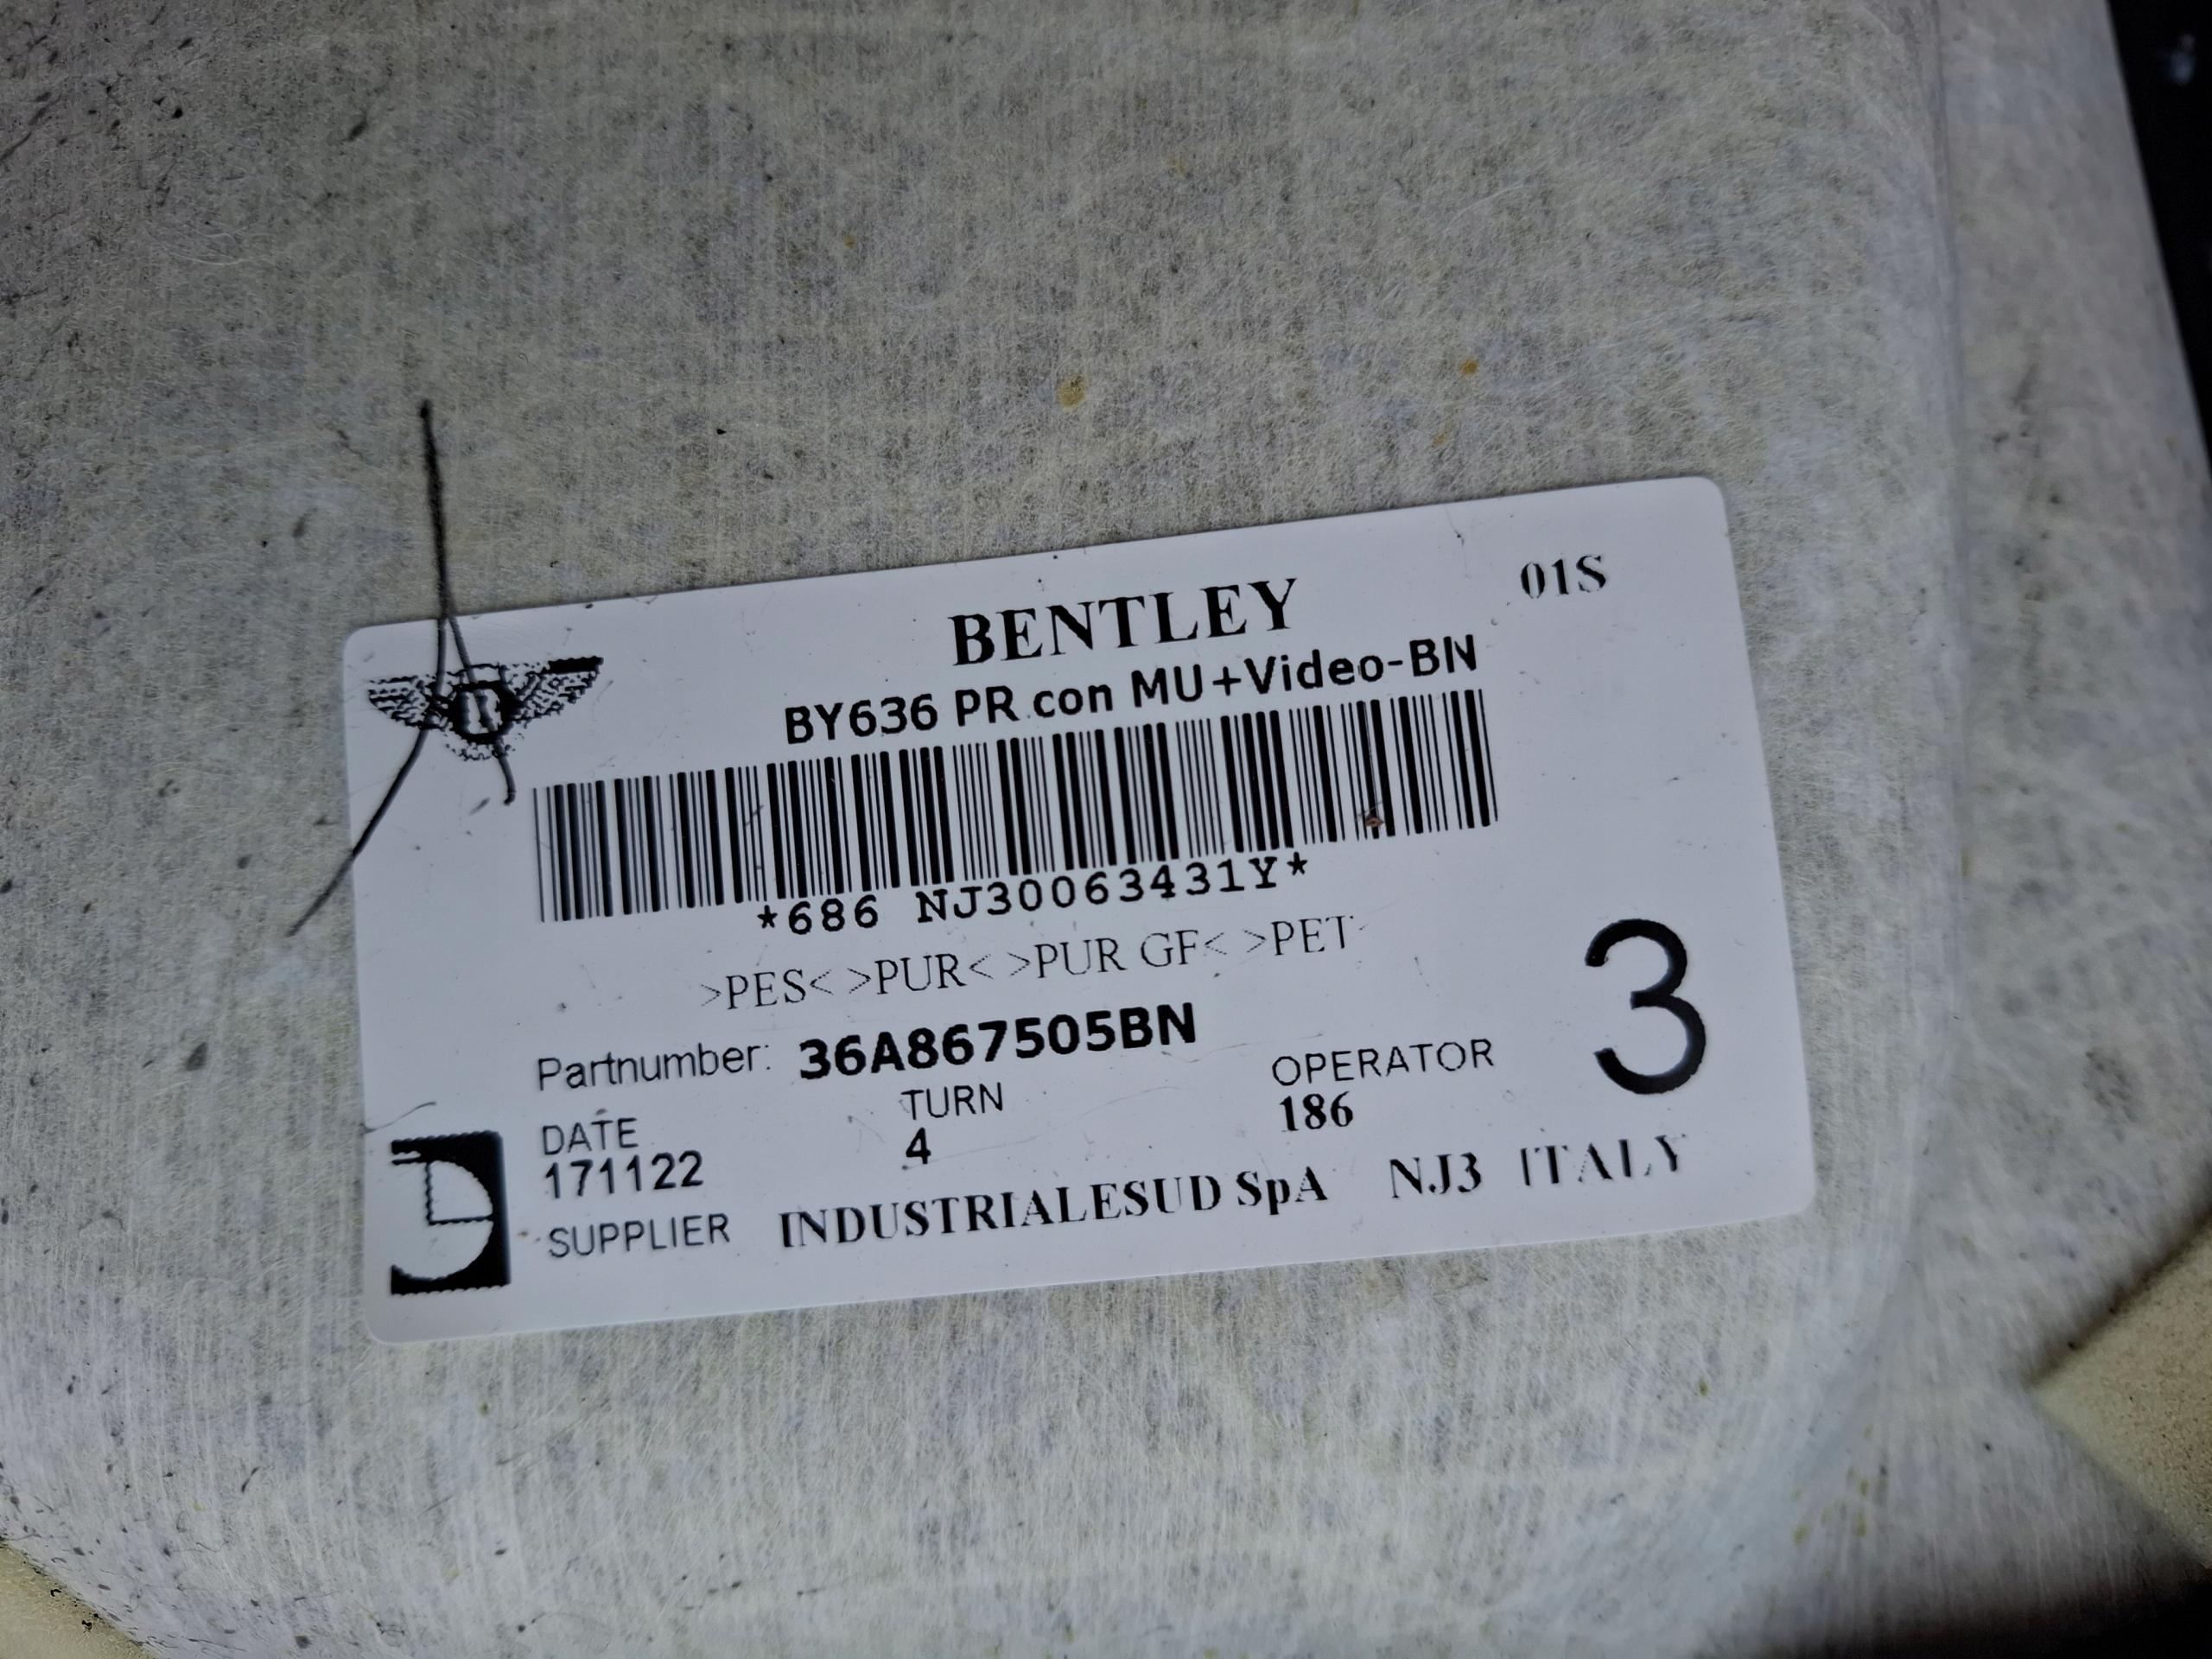 BENTLEY 01S
BY636 PR con MU+Video-BN
*686 NJ30063431Y*
>PES< >PUR< >PUR GF< >PET
3
Partnumber: 36A867505BN
DATE TURN OPERATOR
171122 4 186
SUPPLIER INDUSTRIALESUD SpA NJ3 ITALY